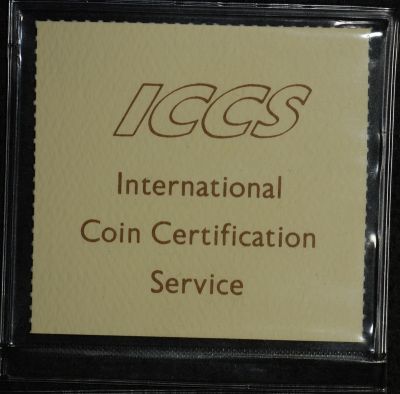 ICCS
International
Coin Certification
Service